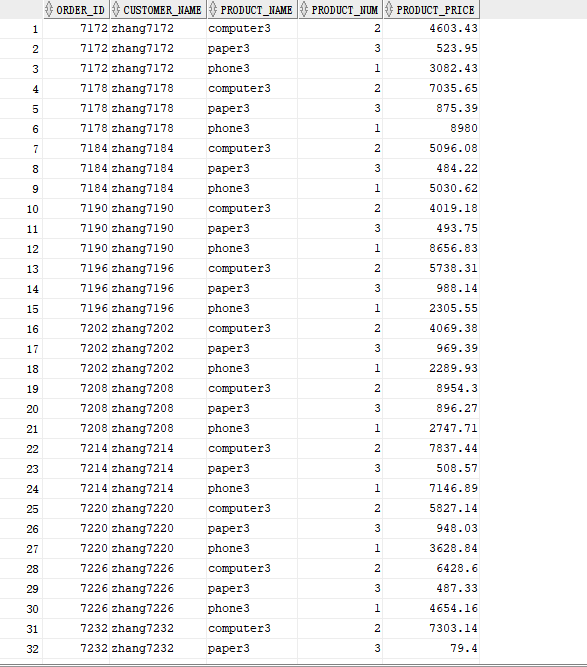 ORDER_ID CUSTOMER_NAME PRODUCT_NAME PRODUCT_NUM PRODUCT_PRICE
1 7172 zhang7172 computer3 2 4603.43
2 7172 zhang7172 paper3 3 523.95
3 7172 zhang7172 phone3 1 3082.43
4 7178 zhang7178 computer3 2 7035.65
5 7178 zhang7178 paper3 3 875.39
6 7178 zhang7178 phone3 1 8980
7 7184 zhang7184 computer3 2 5096.08
8 7184 zhang7184 paper3 3 484.22
9 7184 zhang7184 phone3 1 5030.62
10 7190 zhang7190 computer3 2 4019.18
11 7190 zhang7190 paper3 3 493.75
12 7190 zhang7190 phone3 1 8656.83
13 7196 zhang7196 computer3 2 5738.31
14 7196 zhang7196 paper3 3 988.14
15 7196 zhang7196 phone3 1 2305.55
16 7202 zhang7202 computer3 2 4069.38
17 7202 zhang7202 paper3 3 969.39
18 7202 zhang7202 phone3 1 2289.93
19 7208 zhang7208 computer3 2 8954.3
20 7208 zhang7208 paper3 3 896.27
21 7208 zhang7208 phone3 1 2747.71
22 7214 zhang7214 computer3 2 7837.44
23 7214 zhang7214 paper3 3 508.57
24 7214 zhang7214 phone3 1 7146.89
25 7220 zhang7220 computer3 2 5827.14
26 7220 zhang7220 paper3 3 948.03
27 7220 zhang7220 phone3 1 3628.84
28 7226 zhang7226 computer3 2 6428.6
29 7226 zhang7226 paper3 3 487.33
30 7226 zhang7226 phone3 1 4654.16
31 7232 zhang7232 computer3 2 7303.14
32 7232 zhang7232 paper3 3 79.4